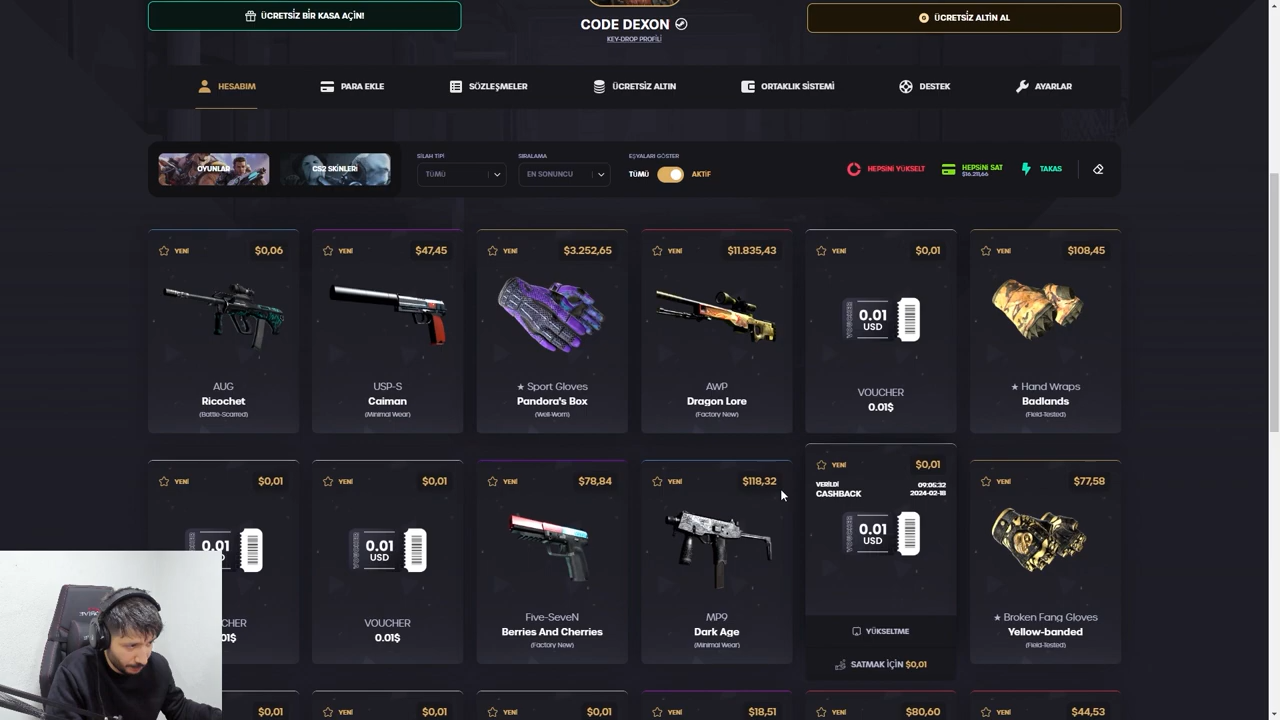 ÜCRETSİZ BİR KASA AÇIN!
CODE DEXON
KEY-DROP PROFİLİ
ÜCRETSİZ ALTIN AL
HESABIM
PARA EKLE
SÖZLEŞMELER
ÜCRETSİZ ALTIN
ORTAKLIK SİSTEMİ
DESTEK
AYARLAR
OYUNLAR
CS2 SKİNLERİ
SİLAH TİPİ
TÜMÜ
SIRALAMA
EN SONUNCU
EŞYALARI GÖSTER
TÜMÜ
AKTİF
HEPSİNİ YÜKSELT
HEPSİNİ SAT
$16.211,66
TAKAS
YENİ $0,06
AUG
Ricochet
(Battle-Scarred)
YENİ $47,45
USP-S
Caiman
(Minimal Wear)
YENİ $3.252,65
★ Sport Gloves
Pandora's Box
(Well-Worn)
YENİ $11.835,43
AWP
Dragon Lore
(Factory New)
YENİ $0,01
0.01
USD
VOUCHER
0.01$
YENİ $108,45
★ Hand Wraps
Badlands
(Field-Tested)
YENİ $0,01
0.01
CHER
01$
YENİ $0,01
0.01
USD
VOUCHER
0.01$
YENİ $78,84
Five-SeveN
Berries And Cherries
(Factory New)
YENİ $118,32
MP9
Dark Age
(Minimal Wear)
YENİ $0,01
VERİLDİ 09:05:32
CASHBACK 2024-02-18
0.01
USD
YÜKSELTME
SATMAK İÇİN $0,01
YENİ $77,58
★ Broken Fang Gloves
Yellow-banded
(Field-Tested)
YENİ $0,01
YENİ $0,01
YENİ $0,01
YENİ $18,51
YENİ $80,60
YENİ $44,53